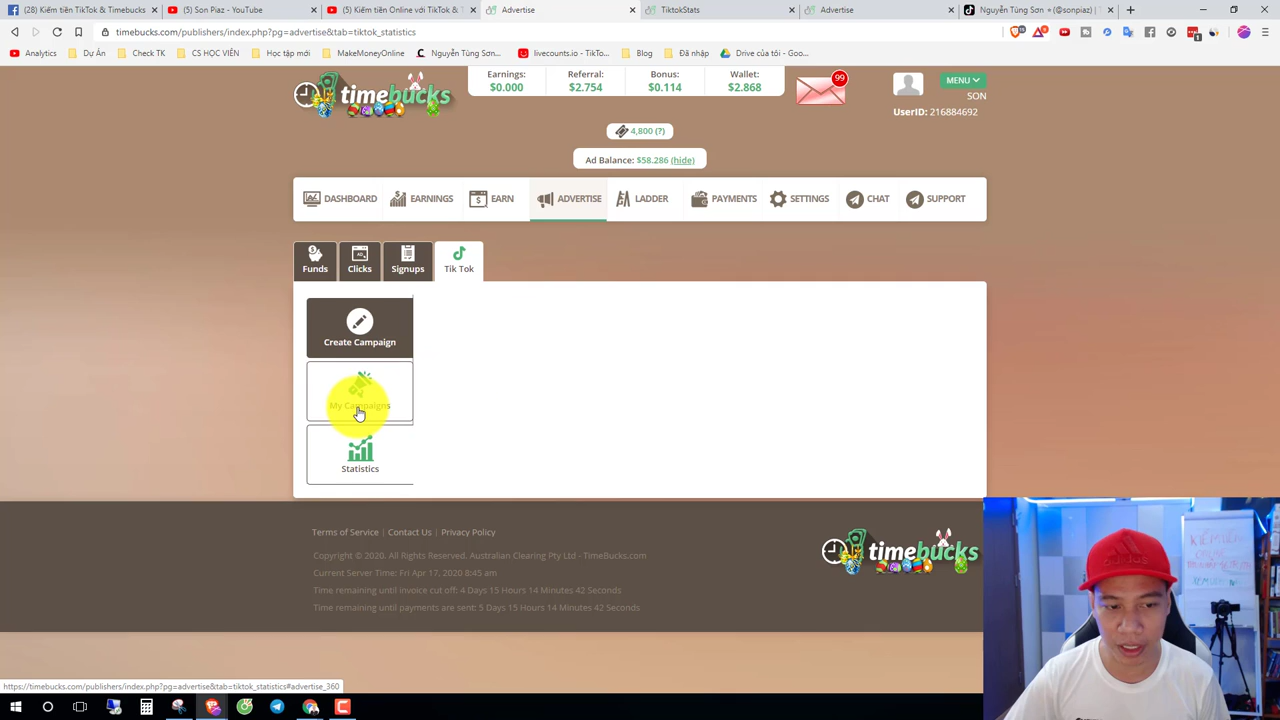 (28) Kiếm tiền TikTok & Timebucks
(5) Son Piaz - YouTube
(5) Kiếm tiền Online với TikTok & T
Advertise
TiktokStats
Advertise
Nguyễn Tùng Sơn ⭐(@sonpiaz) | T
timebucks.com/publishers/index.php?pg=advertise&tab=tiktok_statistics
Analytics
Dự Án
Check TK
CS HỌC VIÊN
Học tập mới
MakeMoneyOnline
Nguyễn Tùng Sơn...
livecounts.io - TikTo...
Blog
Đã nhập
Drive của tôi - Goo...
timebucks
Earnings:
$0.000
Referral:
$2.754
Bonus:
$0.114
Wallet:
$2.868
99
MENU
SON
UserID: 216884692
4,800 (?)
Ad Balance: $58.286 (hide)
DASHBOARD
EARNINGS
EARN
ADVERTISE
LADDER
PAYMENTS
SETTINGS
CHAT
SUPPORT
Funds
Clicks
Signups
Tik Tok
Create Campaign
My Campaigns
Statistics
Terms of Service | Contact Us | Privacy Policy
Copyright © 2020. All Rights Reserved. Australian Clearing Pty Ltd - TimeBucks.com
Current Server Time: Fri Apr 17, 2020 8:45 am
Time remaining until invoice cut off: 4 Days 15 Hours 14 Minutes 42 Seconds
Time remaining until payments are sent: 5 Days 15 Hours 14 Minutes 42 Seconds
timebucks
https://timebucks.com/publishers/index.php?pg=advertise&tab=tiktok_statistics#advertise_360